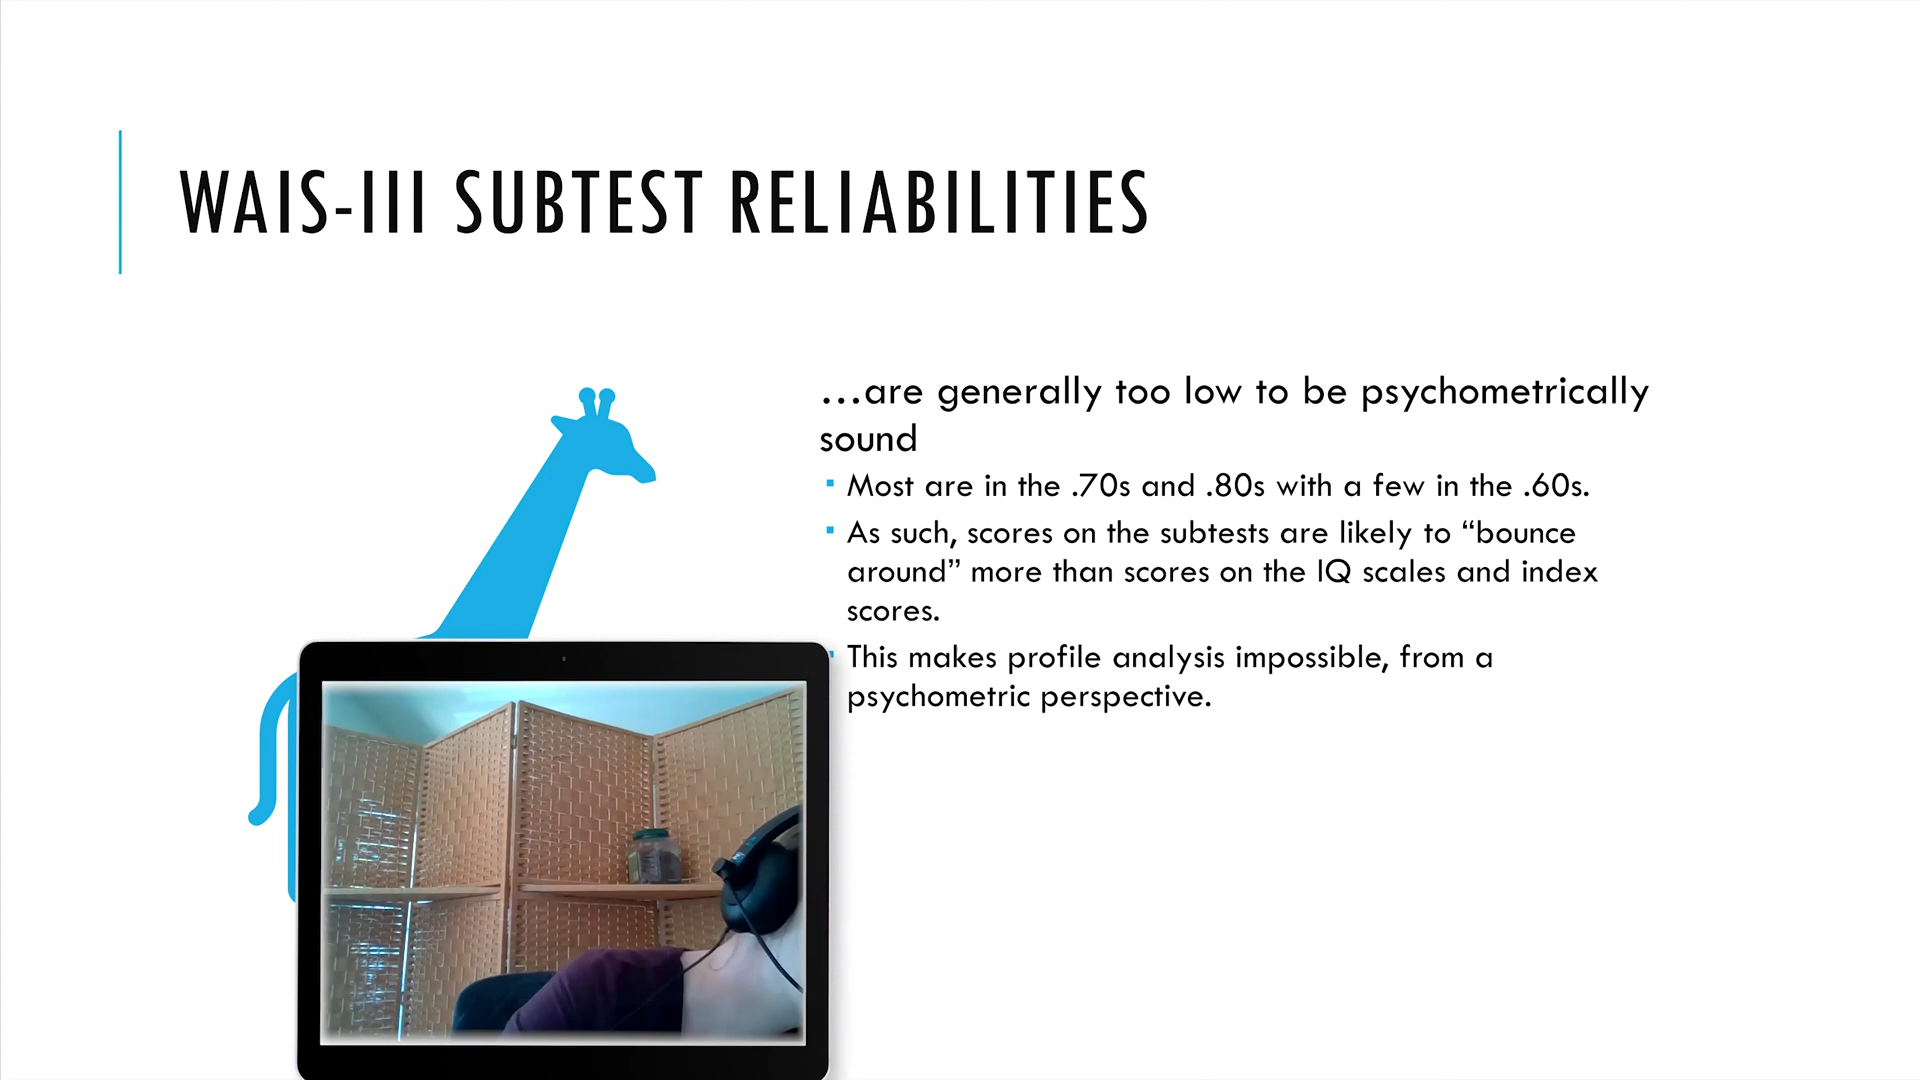 WAIS-III SUBTEST RELIABILITIES
…are generally too low to be psychometrically
sound
Most are in the .70s and .80s with a few in the .60s.
As such, scores on the subtests are likely to “bounce
around” more than scores on the IQ scales and index
scores.
This makes profile analysis impossible, from a
psychometric perspective.